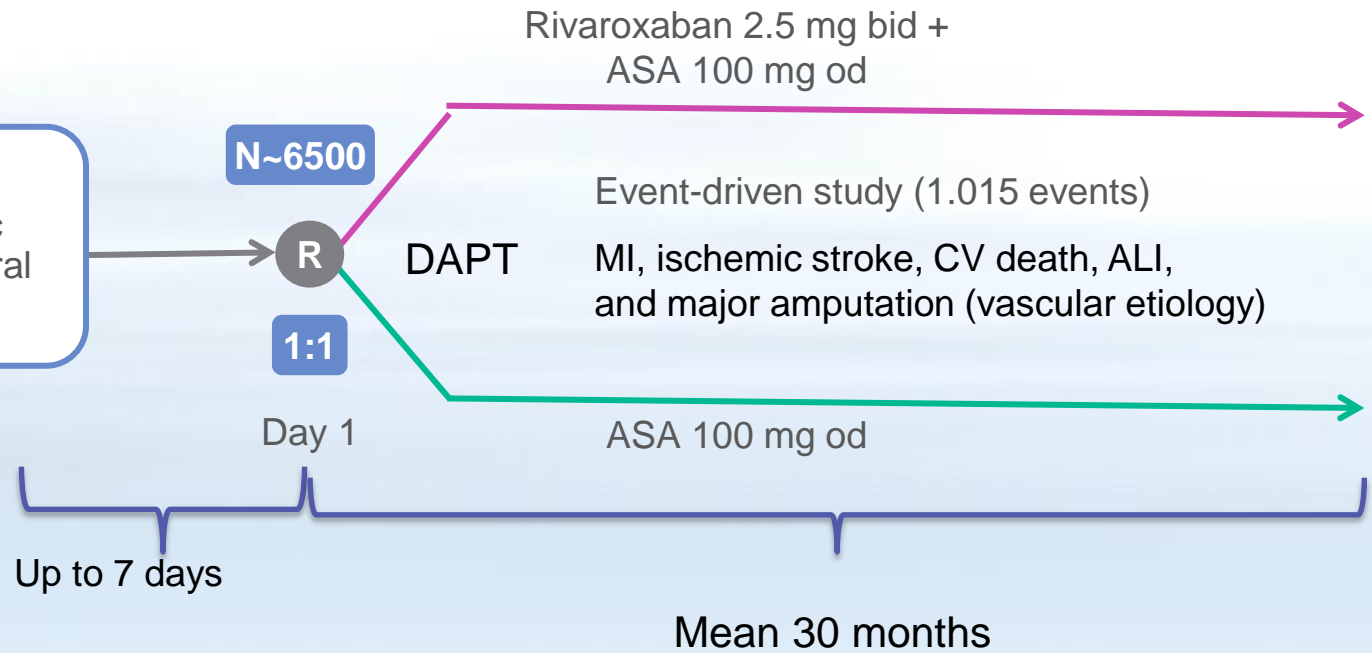 Rivaroxaban 2.5 mg bid +
ASA 100 mg od
N~6500
Event-driven study (1.015 events)
R
DAPT
MI, ischemic stroke, CV death, ALI,
and major amputation (vascular etiology)
1:1
Day 1
ASA 100 mg od
Up to 7 days
Mean 30 months